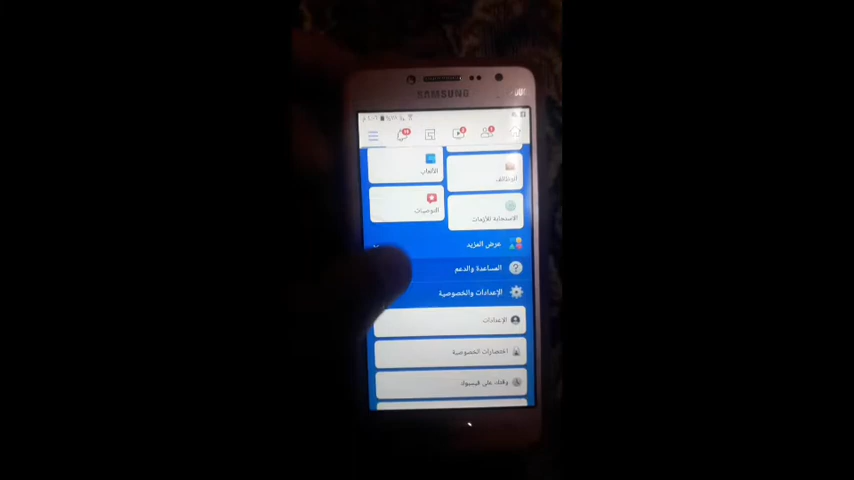 SAMSUNG
الألعاب
الوظائف
التوصيات
الاستجابة للأزمات
عرض المزيد
المساعدة والدعم
الإعدادات والخصوصية
الإعدادات
اختصارات الخصوصية
وقتك على فيسبوك